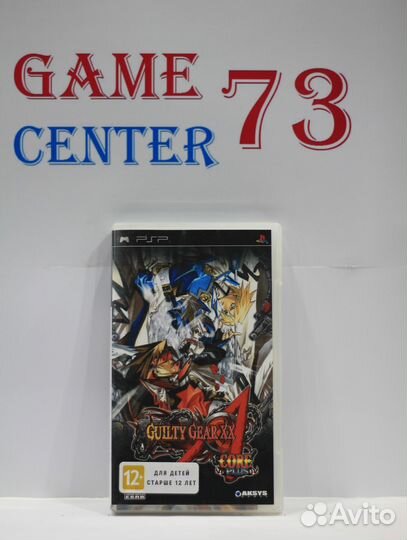 GAME
CENTER 73
PSP
GUILTY GEAR XX
CORE
PLUS
12+
ДЛЯ ДЕТЕЙ
СТАРШЕ 12 ЛЕТ
AKSYS
Avito